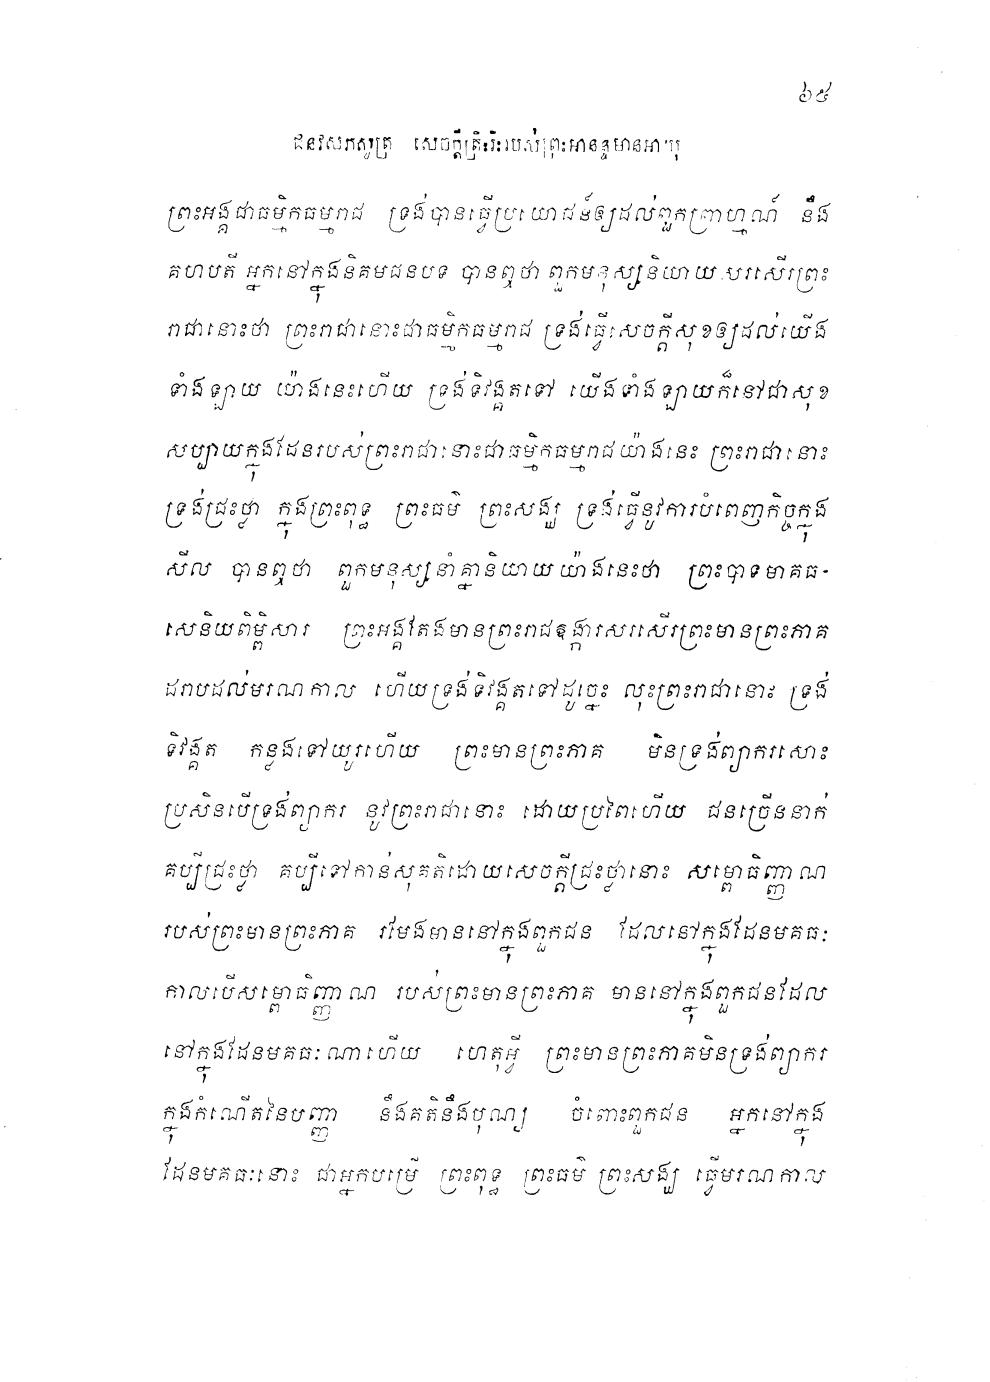 ៦៥
ជនវសភសូត្រ សេចក្តីត្រិះរិះរបស់ព្រះអានន្ទមានអាយុ
ព្រះអង្គជាធម្មិកធម្មរាជ ទ្រង់បានធ្វើប្រយោជន៍ឲ្យដល់ពួកព្រាហ្មណ៍ នឹង
គហបតី អ្នកនៅក្នុងនិគមជនបទ បានឮថា ពួកមនុស្សនិយាយសរសើរព្រះ
រាជានោះថា ព្រះរាជានោះជាធម្មិកធម្មរាជ ទ្រង់ធ្វើសេចក្តីសុខឲ្យដល់យើង
ទាំងឡាយ យ៉ាងនេះហើយ ទ្រង់ទិវង្គតទៅ យើងទាំងឡាយក៏នៅជាសុខ
សប្បាយក្នុងដែនរបស់ព្រះរាជានោះជាធម្មិកធម្មរាជយ៉ាងនេះ ព្រះរាជានោះ
ទ្រង់ជ្រះថ្លា ក្នុងព្រះពុទ្ធ ព្រះធម៌ ព្រះសង្ឃ ទ្រង់ធ្វើនូវការបំពេញកិច្ចក្នុង
សីល បានឮថា ពួកមនុស្សនាំគ្នានិយាយយ៉ាងនេះថា ព្រះបាទមាគធ-
សេនិយពិម្ពិសារ ព្រះអង្គតែងមានព្រះរាជឱង្ការសរសើរព្រះមានព្រះភាគ
ដរាបដល់មរណកាល ហើយទ្រង់ទិវង្គតទៅដូច្នេះ លុះព្រះរាជានោះ ទ្រង់
ទិវង្គត កន្លងទៅយូរហើយ ព្រះមានព្រះភាគ មិនទ្រង់ព្យាករសោះ
ប្រសិនបើទ្រង់ព្យាករ នូវព្រះរាជានោះ ដោយប្រពៃហើយ ជនច្រើននាក់
គប្បីជ្រះថ្លា គប្បីទៅកាន់សុគតិដោយសេចក្តីជ្រះថ្លានោះ សម្ពោធិញ្ញាណ
របស់ព្រះមានព្រះភាគ រមែងមាននៅក្នុងពួកជន ដែលនៅក្នុងដែនមគធៈ
កាលបើសម្ពោធិញ្ញាណ របស់ព្រះមានព្រះភាគ មាននៅក្នុងពួកជនដែល
នៅក្នុងដែនមគធៈណាហើយ ហេតុអ្វី ព្រះមានព្រះភាគមិនទ្រង់ព្យាករ
ក្នុងកំណើតនៃបញ្ញា នឹងគតិនឹងបុណ្យ ចំពោះពួកជន អ្នកនៅក្នុង
ដែនមគធៈនោះ ជាអ្នកបម្រើ ព្រះពុទ្ធ ព្រះធម៌ ព្រះសង្ឃ ធ្វើមរណកាល